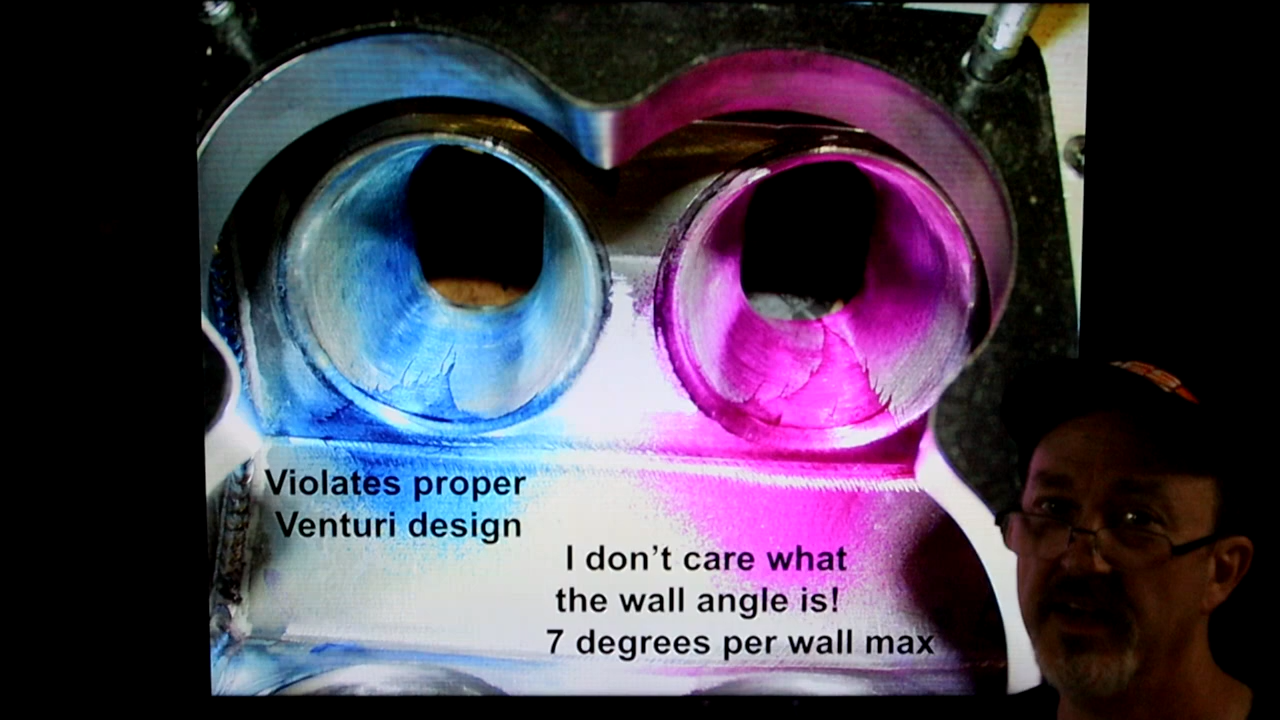 Violates proper
Venturi design
I don't care what
the wall angle is!
7 degrees per wall max